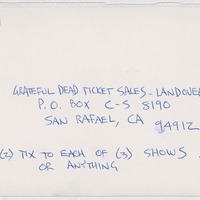 GRATEFUL DEAD TICKET SALES - LANDOVER
P.O. BOX C-S 8190
SAN RAFAEL, CA 94912
(2) TIX TO EACH OF (3) SHOWS
OR ANYTHING